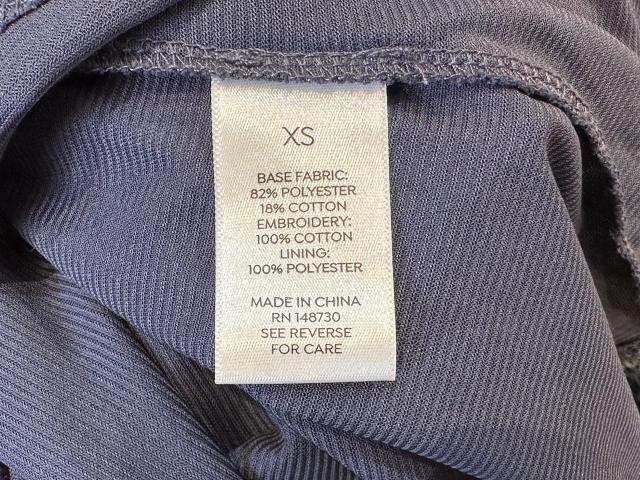 XS
BASE FABRIC:
82% POLYESTER
18% COTTON
EMBROIDERY:
100% COTTON
LINING:
100% POLYESTER
MADE IN CHINA
RN 148730
SEE REVERSE
FOR CARE